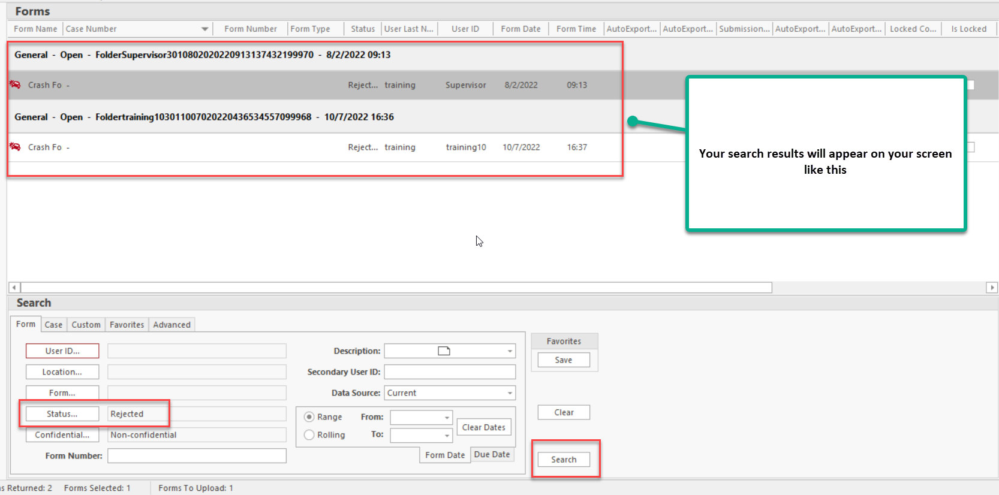 Forms
Form Name Case Number Form Number Form Type Status User Last N... User ID Form Date Form Time AutoExport... AutoExport... Submission... AutoExport... AutoExport... Locked Co... Is Locked
General - Open - FolderSupervisor3010802020220913137432199970 - 8/2/2022 09:13
Crash Fo - Reject... training Supervisor 8/2/2022 09:13
General - Open - Foldertraining1030110070202204365345570​99968 - 10/7/2022 16:36
Crash Fo - Reject... training training10 10/7/2022 16:37
Your search results will appear on your screen
like this
Search
Form Case Custom Favorites Advanced
User ID... Description: Favorites
Location... Secondary User ID: Save
Form... Data Source: Current
Status... Rejected Range From: Clear Dates Clear
Confidential... Non-confidential Rolling To:
Form Number: Form Date Due Date Search
s Returned: 2 Forms Selected: 1 Forms To Upload: 1